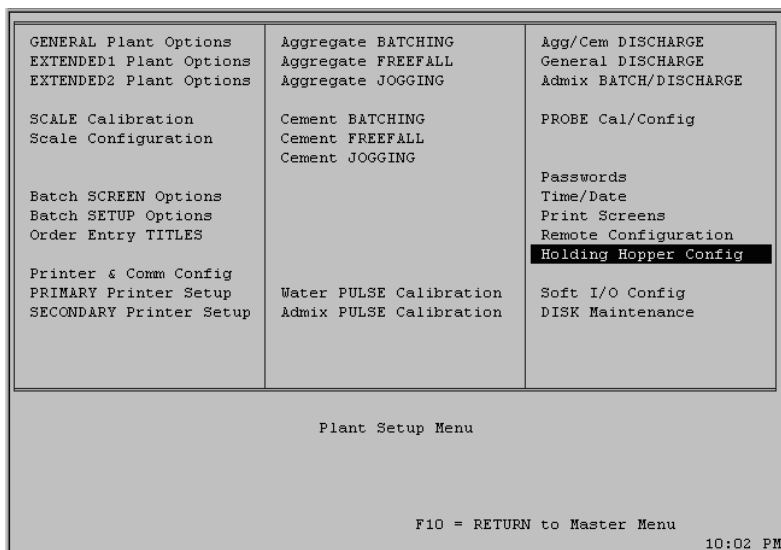 GENERAL Plant Options
EXTENDED1 Plant Options
EXTENDED2 Plant Options
SCALE Calibration
Scale Configuration
Batch SCREEN Options
Batch SETUP Options
Order Entry TITLES
Printer & Comm Config
PRIMARY Printer Setup
SECONDARY Printer Setup
Aggregate BATCHING
Aggregate FREEFALL
Aggregate JOGGING
Cement BATCHING
Cement FREEFALL
Cement JOGGING
Water PULSE Calibration
Admix PULSE Calibration
Agg/Cem DISCHARGE
General DISCHARGE
Admix BATCH/DISCHARGE
PROBE Cal/Config
Passwords
Time/Date
Print Screens
Remote Configuration
Holding Hopper Config
Soft I/O Config
DISK Maintenance
Plant Setup Menu
F10 = RETURN to Master Menu
10:02 PM